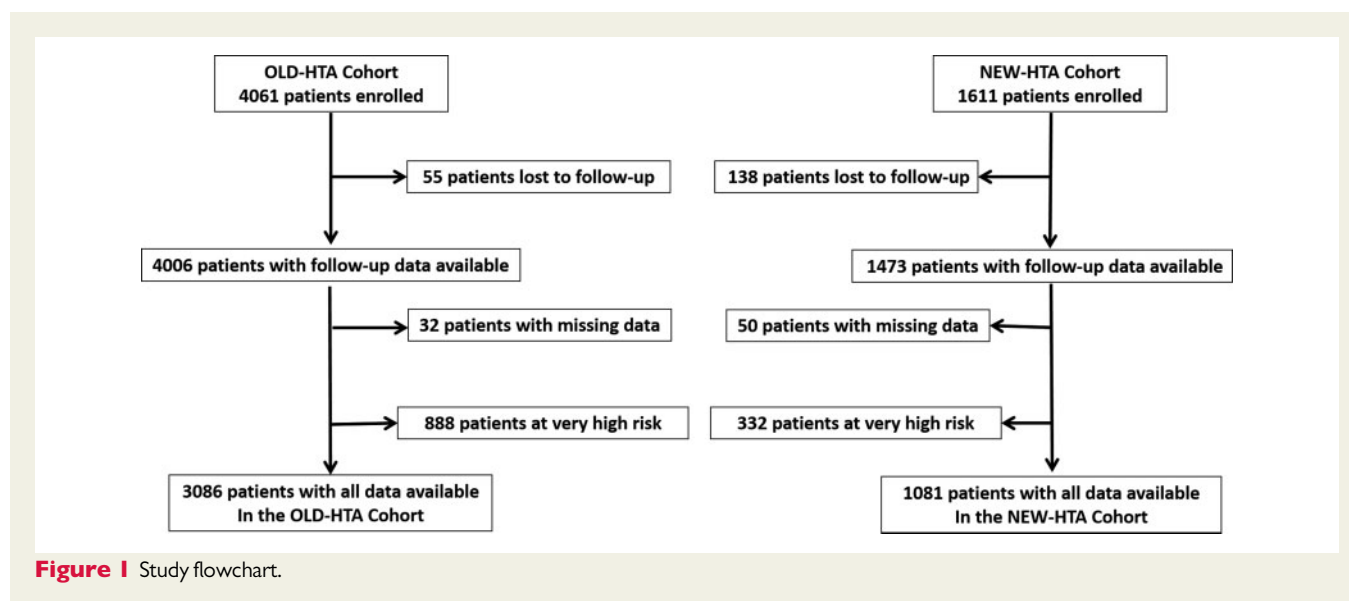 OLD-HTA Cohort
4061 patients enrolled
NEW-HTA Cohort
1611 patients enrolled
55 patients lost to follow-up
138 patients lost to follow-up
4006 patients with follow-up data available
1473 patients with follow-up data available
32 patients with missing data
50 patients with missing data
888 patients at very high risk
332 patients at very high risk
3086 patients with all data available
In the OLD-HTA Cohort
1081 patients with all data available
In the NEW-HTA Cohort
Figure 1 Study flowchart.